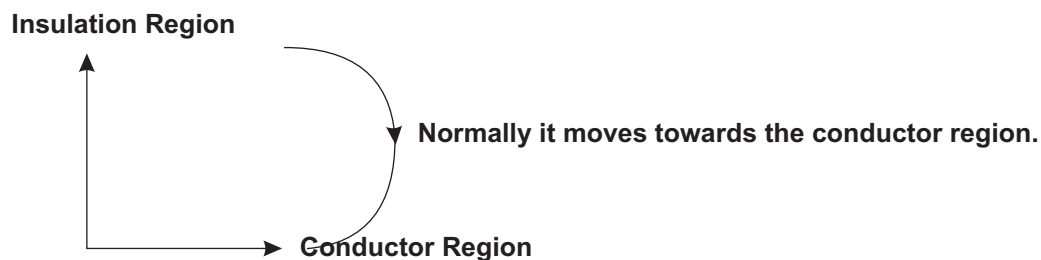 Insulation Region
Normally it moves towards the conductor region.
Conductor Region